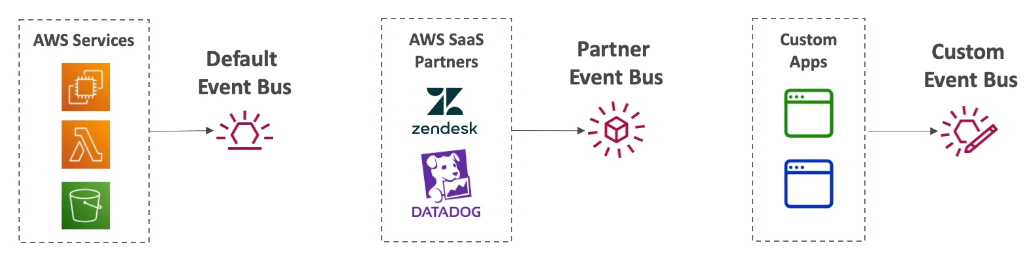 AWS Services
Default
Event Bus
AWS SaaS
Partners
zendesk
DATADOG
Partner
Event Bus
Custom
Apps
Custom
Event Bus